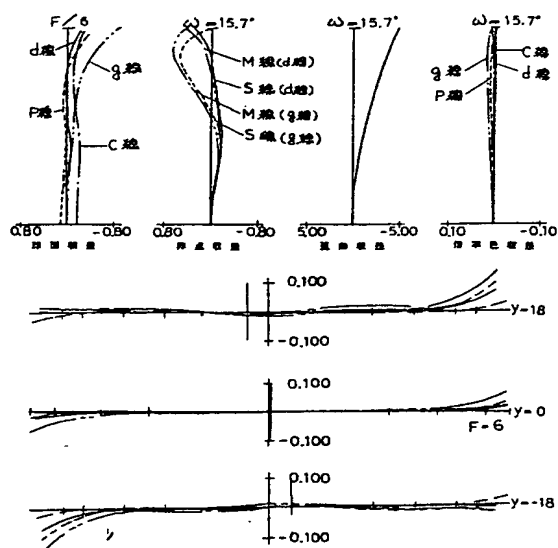 F／6 ω=15.7° ω=15.7° ω=15.7°
d線
g線
P線
C線
M線(d線)
S線(d線)
M線(g線)
S線(g線)
g線
P線
C線
d線
0.80 -0.80 0.80 -0.80 5.00 -5.00 0.10 -0.10
球面収差 非点収差 歪曲収差 倍率色収差
0.100
y=18
-0.100
0.100
y=0
F=6
-0.100
0.100
y=-18
-0.100